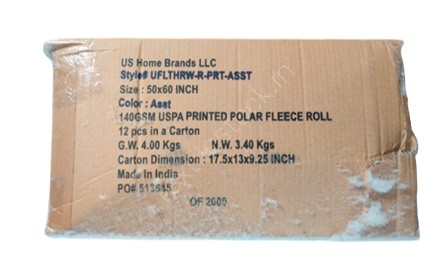 US Home Brands LLC
Style# UFLTHRW-R-PRT-ASST
Size : 50x60 INCH
Color : Asst
140GSM USPA PRINTED POLAR FLEECE ROLL
12 pcs in a Carton
G.W. 4.00 Kgs N.W. 3.40 Kgs
Carton Dimension : 17.5x13x9.25 INCH
Made In India
PO# 513645
OF 2000